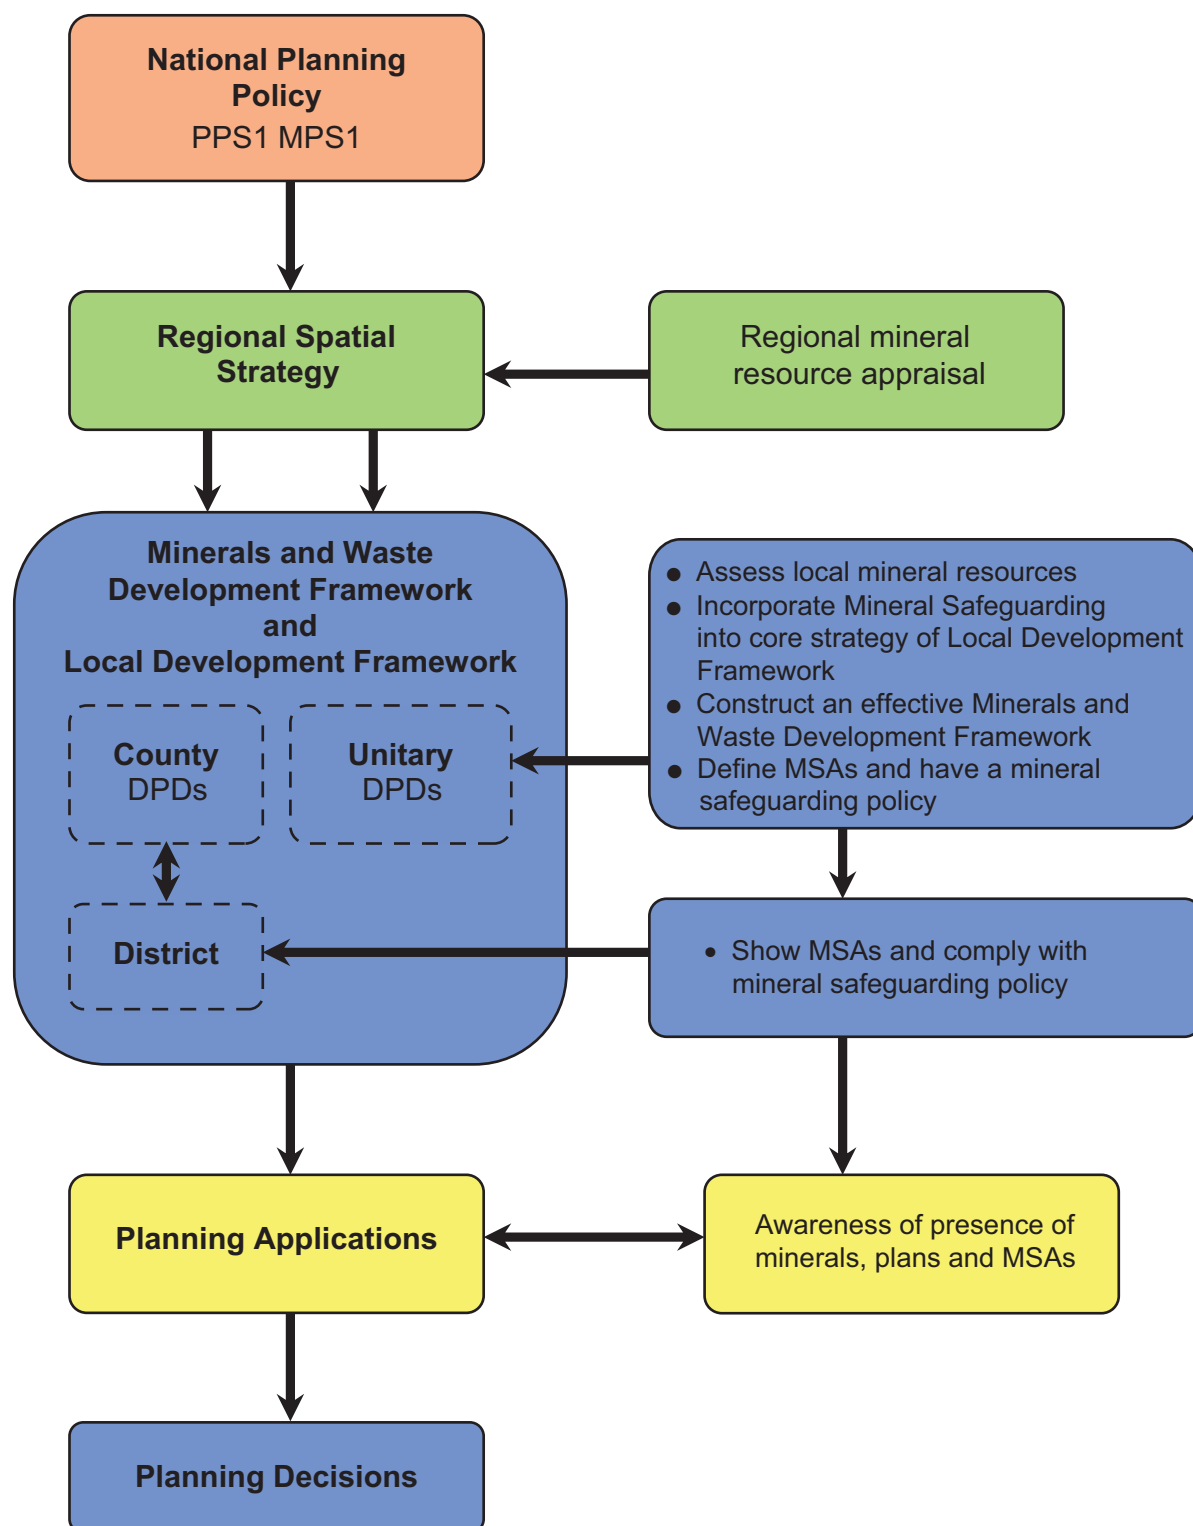 National Planning
Policy
PPS1 MPS1
Regional Spatial
Strategy
Regional mineral
resource appraisal
Minerals and Waste
Development Framework
and
Local Development Framework
County
DPDs
Unitary
DPDs
District
● Assess local mineral resources
● Incorporate Mineral Safeguarding
into core strategy of Local Development
Framework
● Construct an effective Minerals and
Waste Development Framework
● Define MSAs and have a mineral
safeguarding policy
• Show MSAs and comply with
mineral safeguarding policy
Planning Applications
Awareness of presence of
minerals, plans and MSAs
Planning Decisions